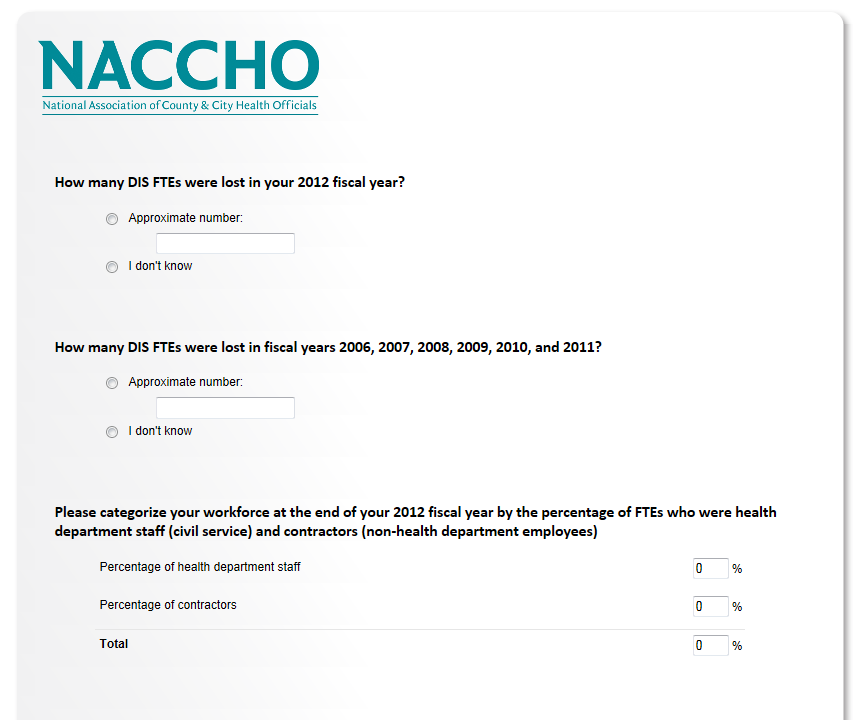 NACCHO
National Association of County & City Health Officials
How many DIS FTEs were lost in your 2012 fiscal year?
Approximate number:
I don't know
How many DIS FTEs were lost in fiscal years 2006, 2007, 2008, 2009, 2010, and 2011?
Approximate number:
I don't know
Please categorize your workforce at the end of your 2012 fiscal year by the percentage of FTEs who were health
department staff (civil service) and contractors (non-health department employees)
Percentage of health department staff 0 %
Percentage of contractors 0 %
Total 0 %